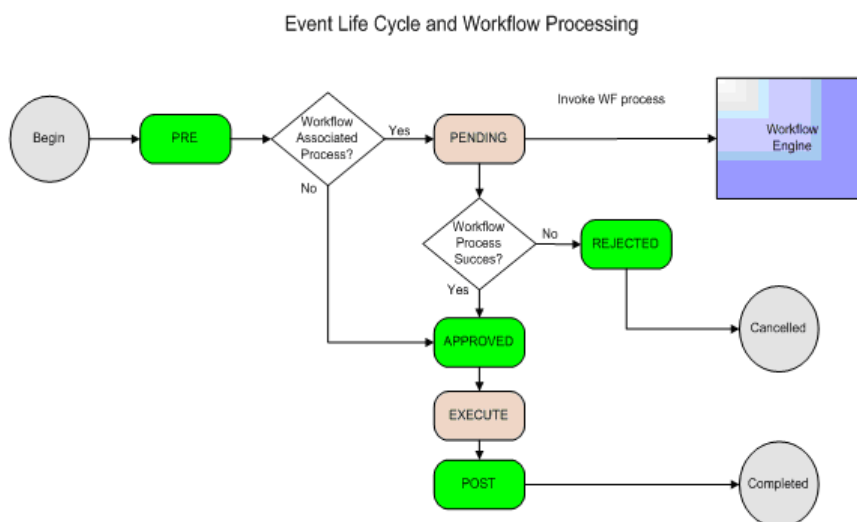 Event Life Cycle and Workflow Processing
Invoke WF process
Begin
PRE
Workflow
Associated
Process?
Yes
PENDING
Workflow
Engine
No
Workflow
Process
Succes?
No
REJECTED
Yes
APPROVED
Cancelled
EXECUTE
POST
Completed